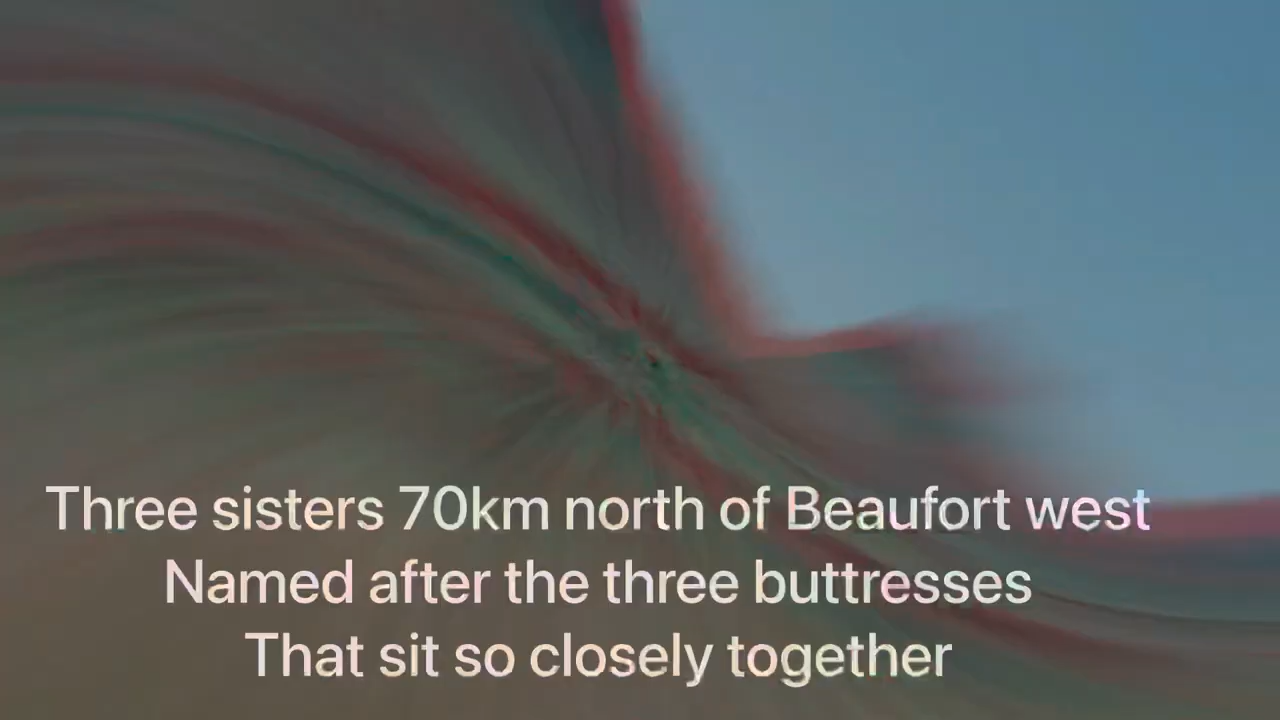 Three sisters 70km north of Beaufort west
Named after the three buttresses
That sit so closely together